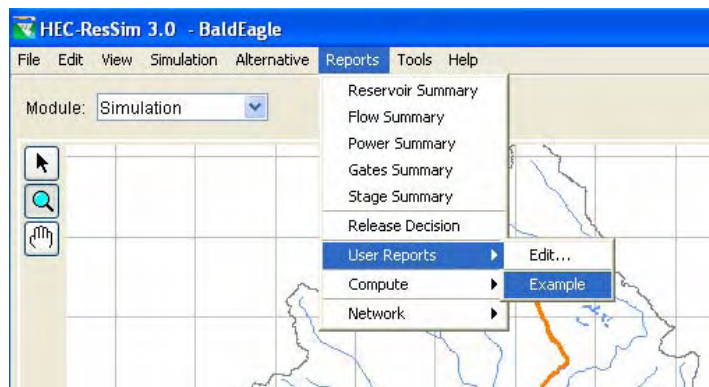 HEC-ResSim 3.0 - BaldEagle
File Edit View Simulation Alternative Reports Tools Help
Module: Simulation
Reservoir Summary
Flow Summary
Power Summary
Gates Summary
Stage Summary
Release Decision
User Reports
Edit...
Compute
Example
Network